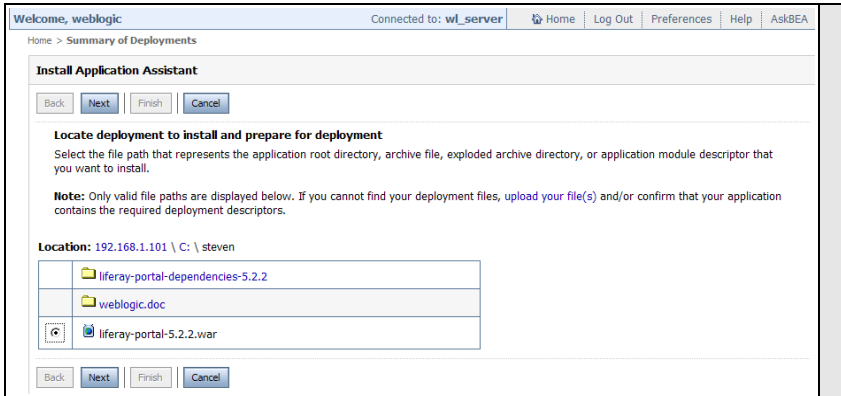 Welcome, weblogic Connected to: wl_server Home Log Out Preferences Help AskBEA
Home > Summary of Deployments
Install Application Assistant
Back Next Finish Cancel
Locate deployment to install and prepare for deployment
Select the file path that represents the application root directory, archive file, exploded archive directory, or application module descriptor that
you want to install.
Note: Only valid file paths are displayed below. If you cannot find your deployment files, upload your file(s) and/or confirm that your application
contains the required deployment descriptors.
Location: 192.168.1.101 \ C: \ steven
liferay-portal-dependencies-5.2.2
weblogic.doc
liferay-portal-5.2.2.war
Back Next Finish Cancel